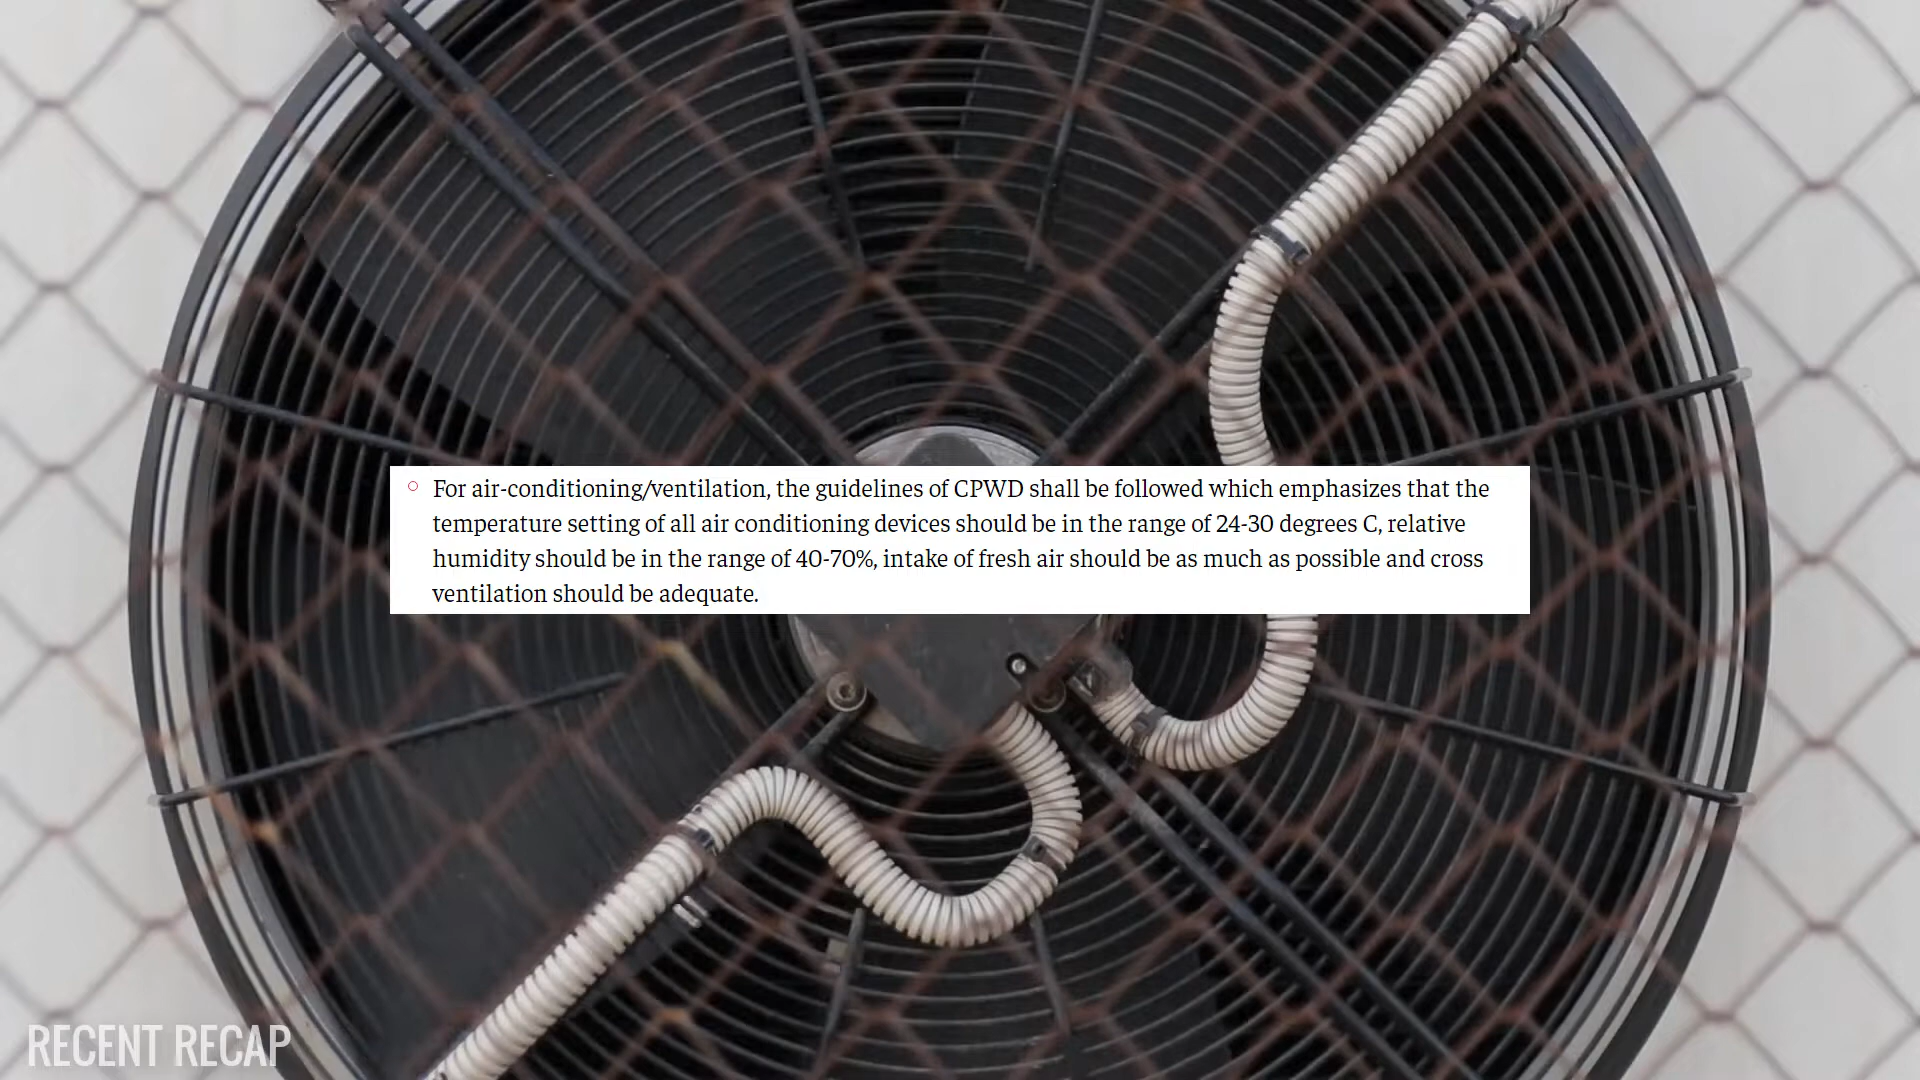 For air-conditioning/ventilation, the guidelines of CPWD shall be followed which emphasizes that the
temperature setting of all air conditioning devices should be in the range of 24-30 degrees C, relative
humidity should be in the range of 40-70%, intake of fresh air should be as much as possible and cross
ventilation should be adequate.
RECENT RECAP